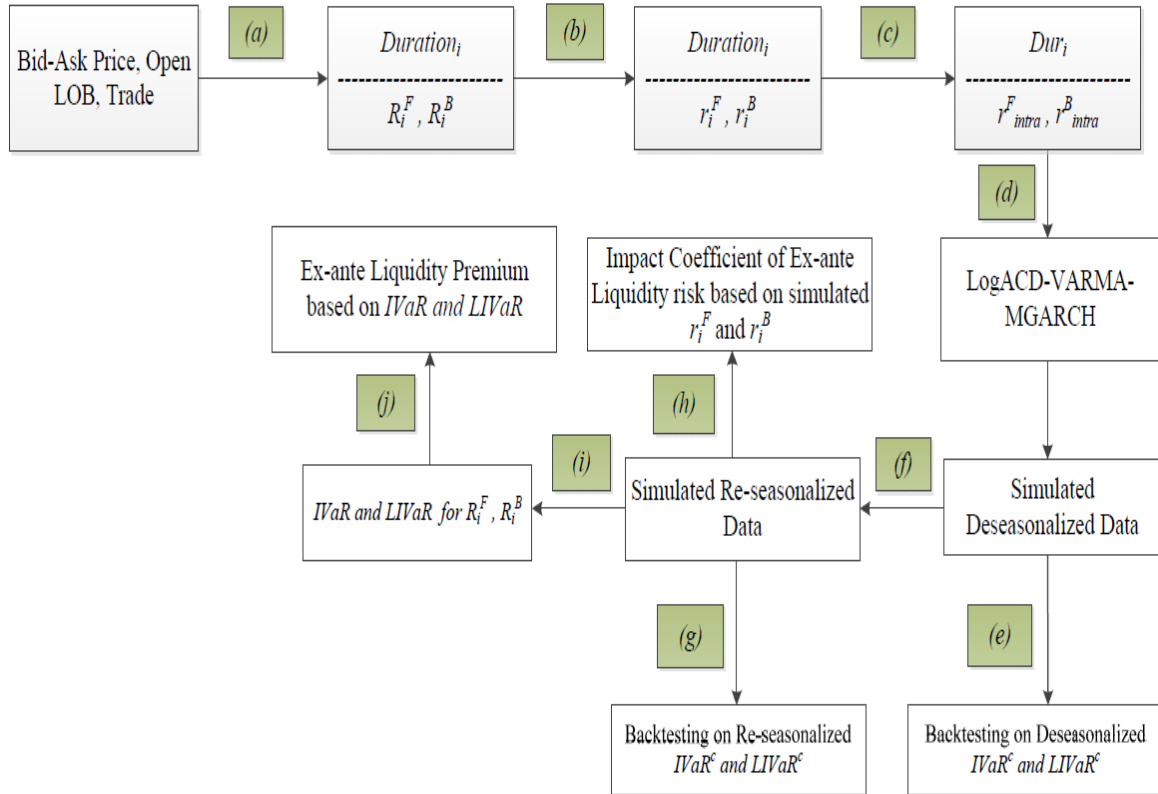 (a)
(b)
(c)
Bid-Ask Price, Open
LOB, Trade
Duration_i
R_i^F , R_i^B
Duration_i
r_i^F , r_i^B
Dur_i
r^F_intra , r^B_intra
(d)
Ex-ante Liquidity Premium
based on IVaR and LIVaR
Impact Coefficient of Ex-ante
Liquidity risk based on simulated
r_i^F and r_i^B
LogACD-VARMA-
MGARCH
(j)
(h)
(i)
(f)
IVaR and LIVaR for R_i^F , R_i^B
Simulated Re-seasonalized
Data
Simulated
Deseasonalized Data
(g)
(e)
Backtesting on Re-seasonalized
IVaR^c and LIVaR^c
Backtesting on Deseasonalized
IVaR^c and LIVaR^c